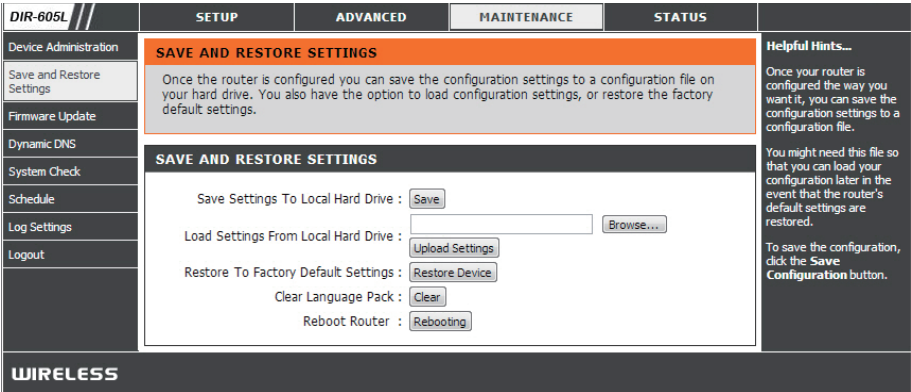 DIR-605L
SETUP
ADVANCED
MAINTENANCE
STATUS
Device Administration
Save and Restore
Settings
Firmware Update
Dynamic DNS
System Check
Schedule
Log Settings
Logout
SAVE AND RESTORE SETTINGS
Once the router is configured you can save the configuration settings to a configuration file on
your hard drive. You also have the option to load configuration settings, or restore the factory
default settings.
SAVE AND RESTORE SETTINGS
Save Settings To Local Hard Drive : Save
Load Settings From Local Hard Drive : Browse...
Upload Settings
Restore To Factory Default Settings : Restore Device
Clear Language Pack : Clear
Reboot Router : Rebooting
Helpful Hints...
Once your router is
configured the way you
want it, you can save the
configuration settings to a
configuration file.
You might need this file so
that you can load your
configuration later in the
event that the router's
default settings are
restored.
To save the configuration,
click the Save
Configuration button.
WIRELESS